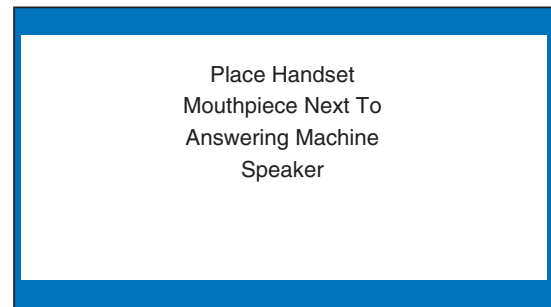 Place Handset
Mouthpiece Next To
Answering Machine
Speaker